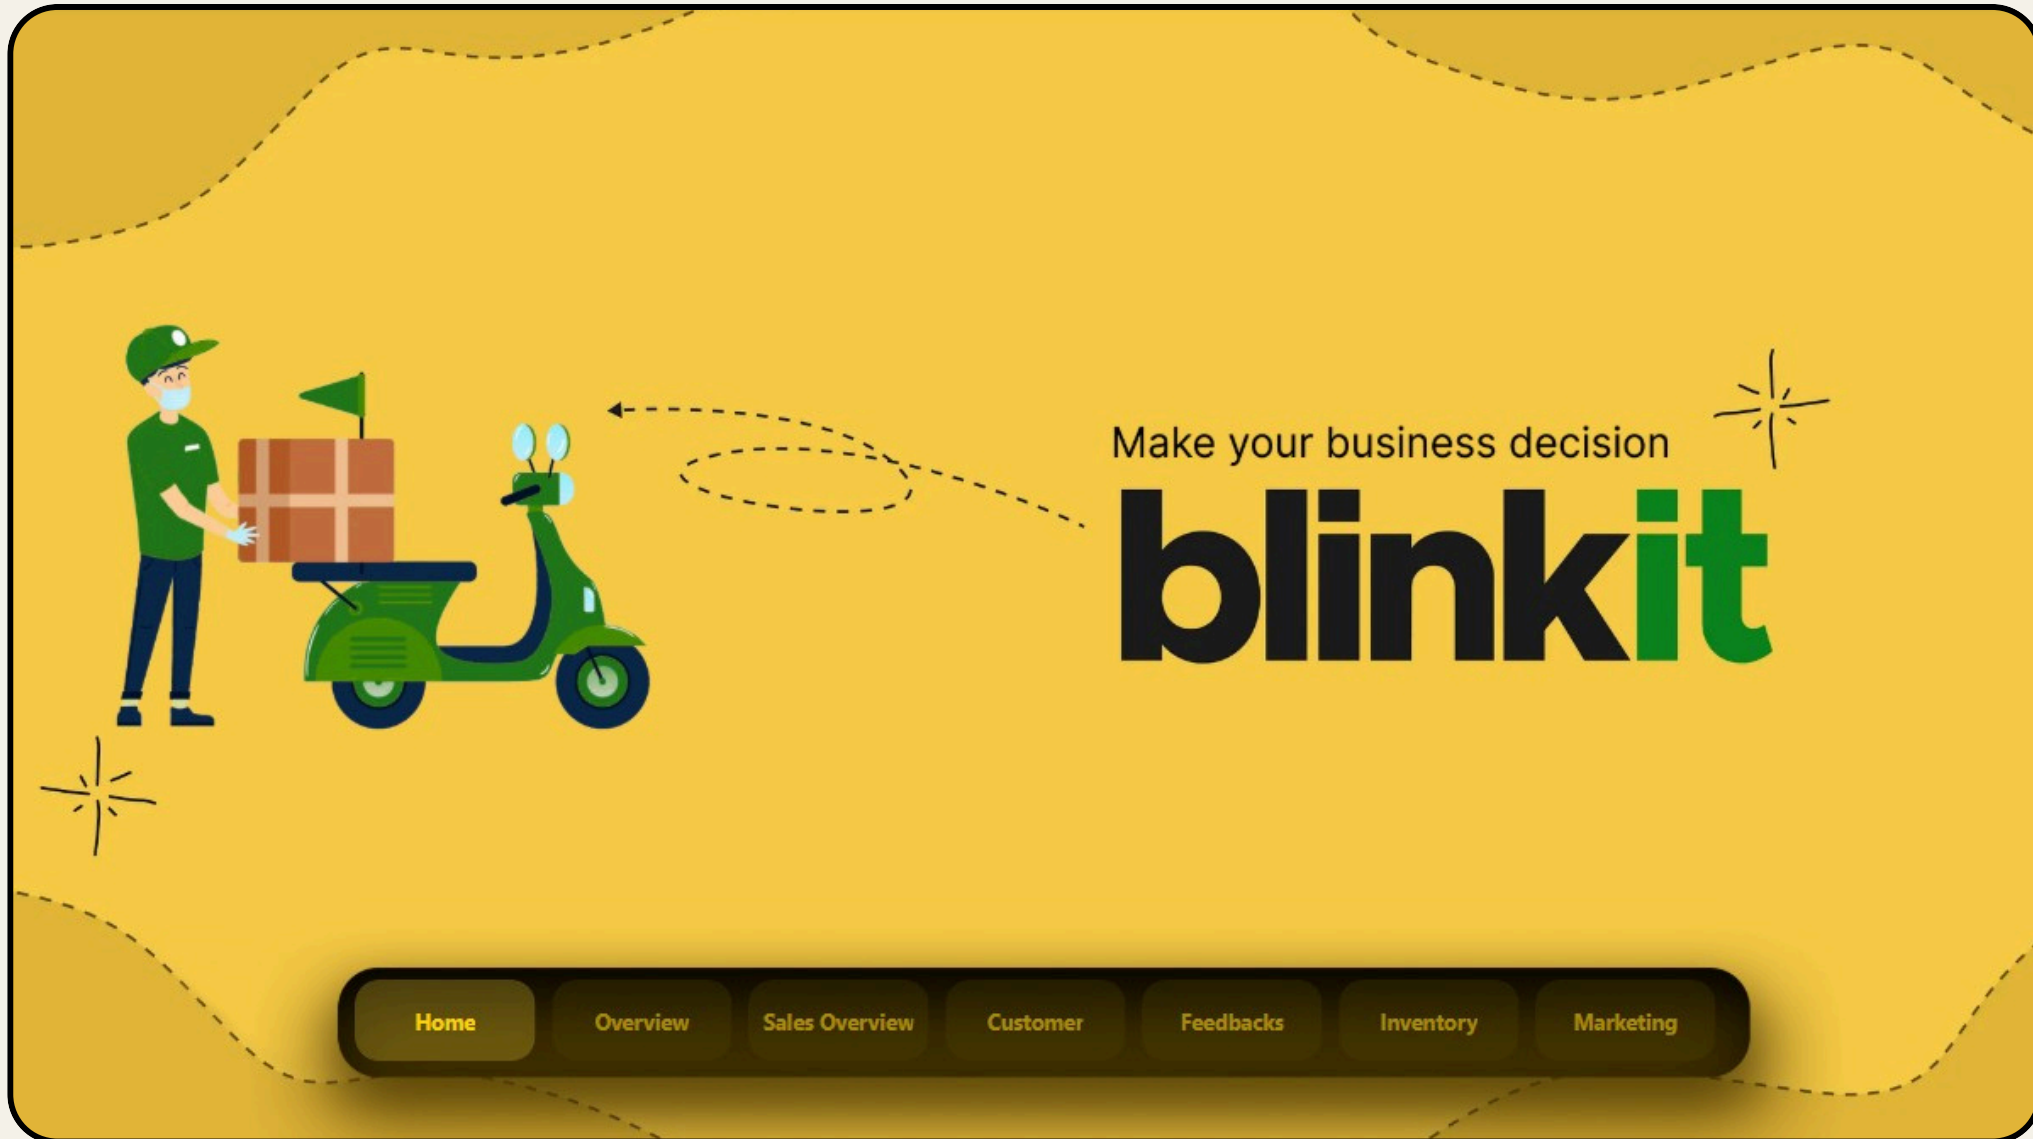 Make your business decision
blinkit
Home
Overview
Sales Overview
Customer
Feedbacks
Inventory
Marketing